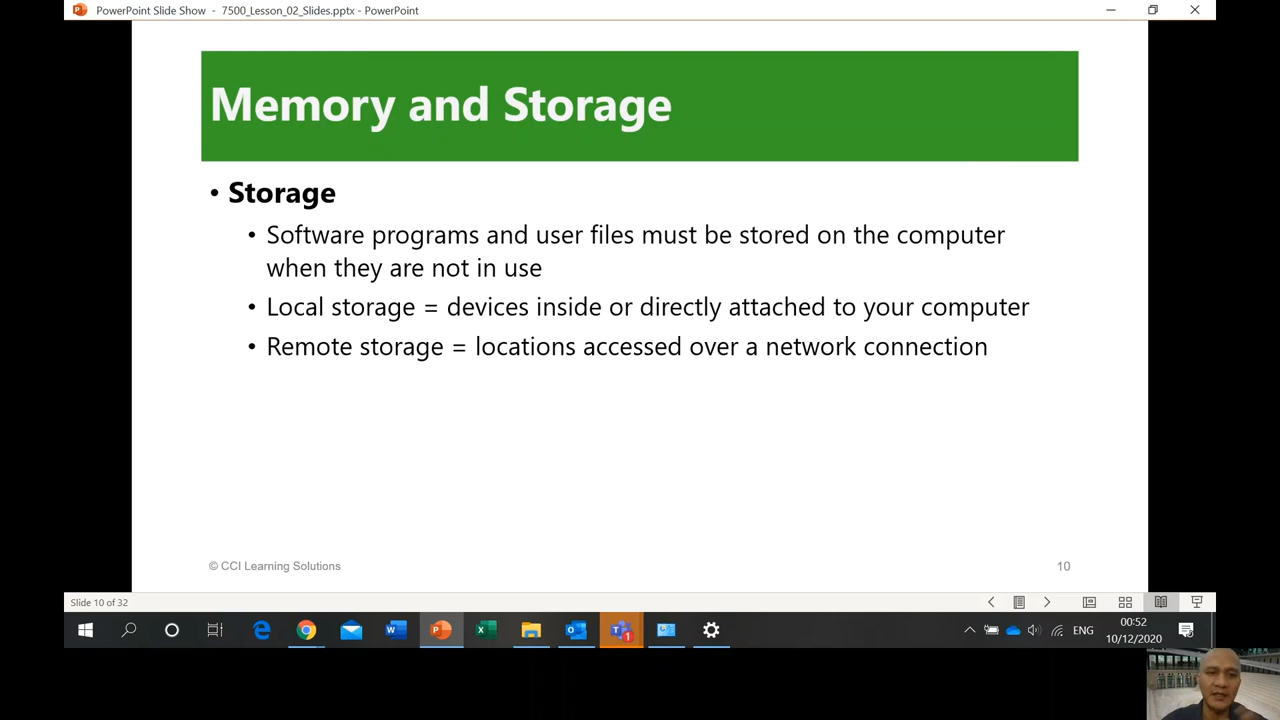 PowerPoint Slide Show - 7500_Lesson_02_Slides.pptx - PowerPoint
Memory and Storage
• Storage
• Software programs and user files must be stored on the computer
when they are not in use
• Local storage = devices inside or directly attached to your computer
• Remote storage = locations accessed over a network connection
© CCI Learning Solutions
10
Slide 10 of 32
ENG
00:52
10/12/2020